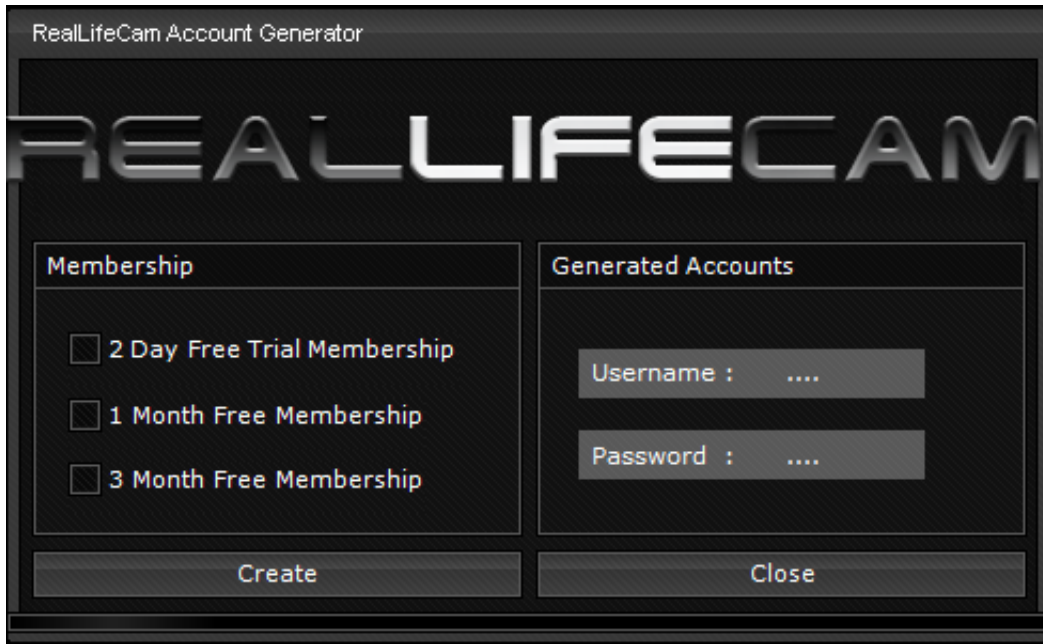 RealLifeCam Account Generator
REALLIFECAM
Membership
2 Day Free Trial Membership
1 Month Free Membership
3 Month Free Membership
Generated Accounts
Username : ....
Password : ....
Create
Close